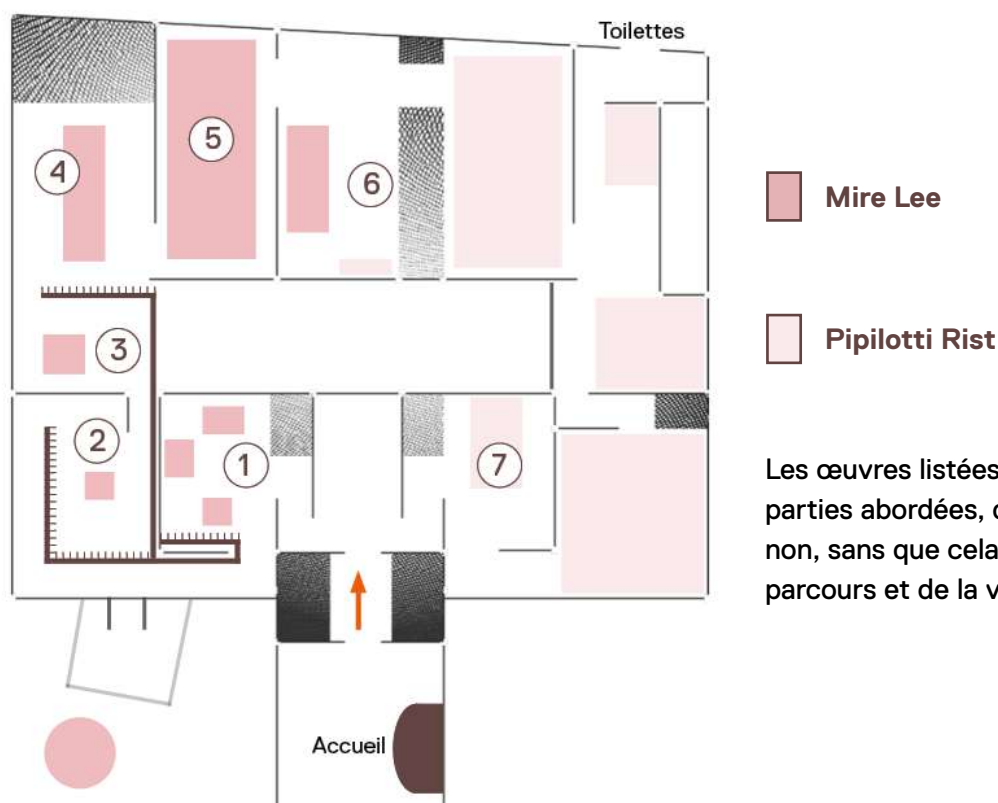 Toilettes
4
5
6
3
2
1
7
Accueil
Mire Lee
Pipilotti Rist
Les œuvres listées
parties abordées,
non, sans que cela
parcours et de la